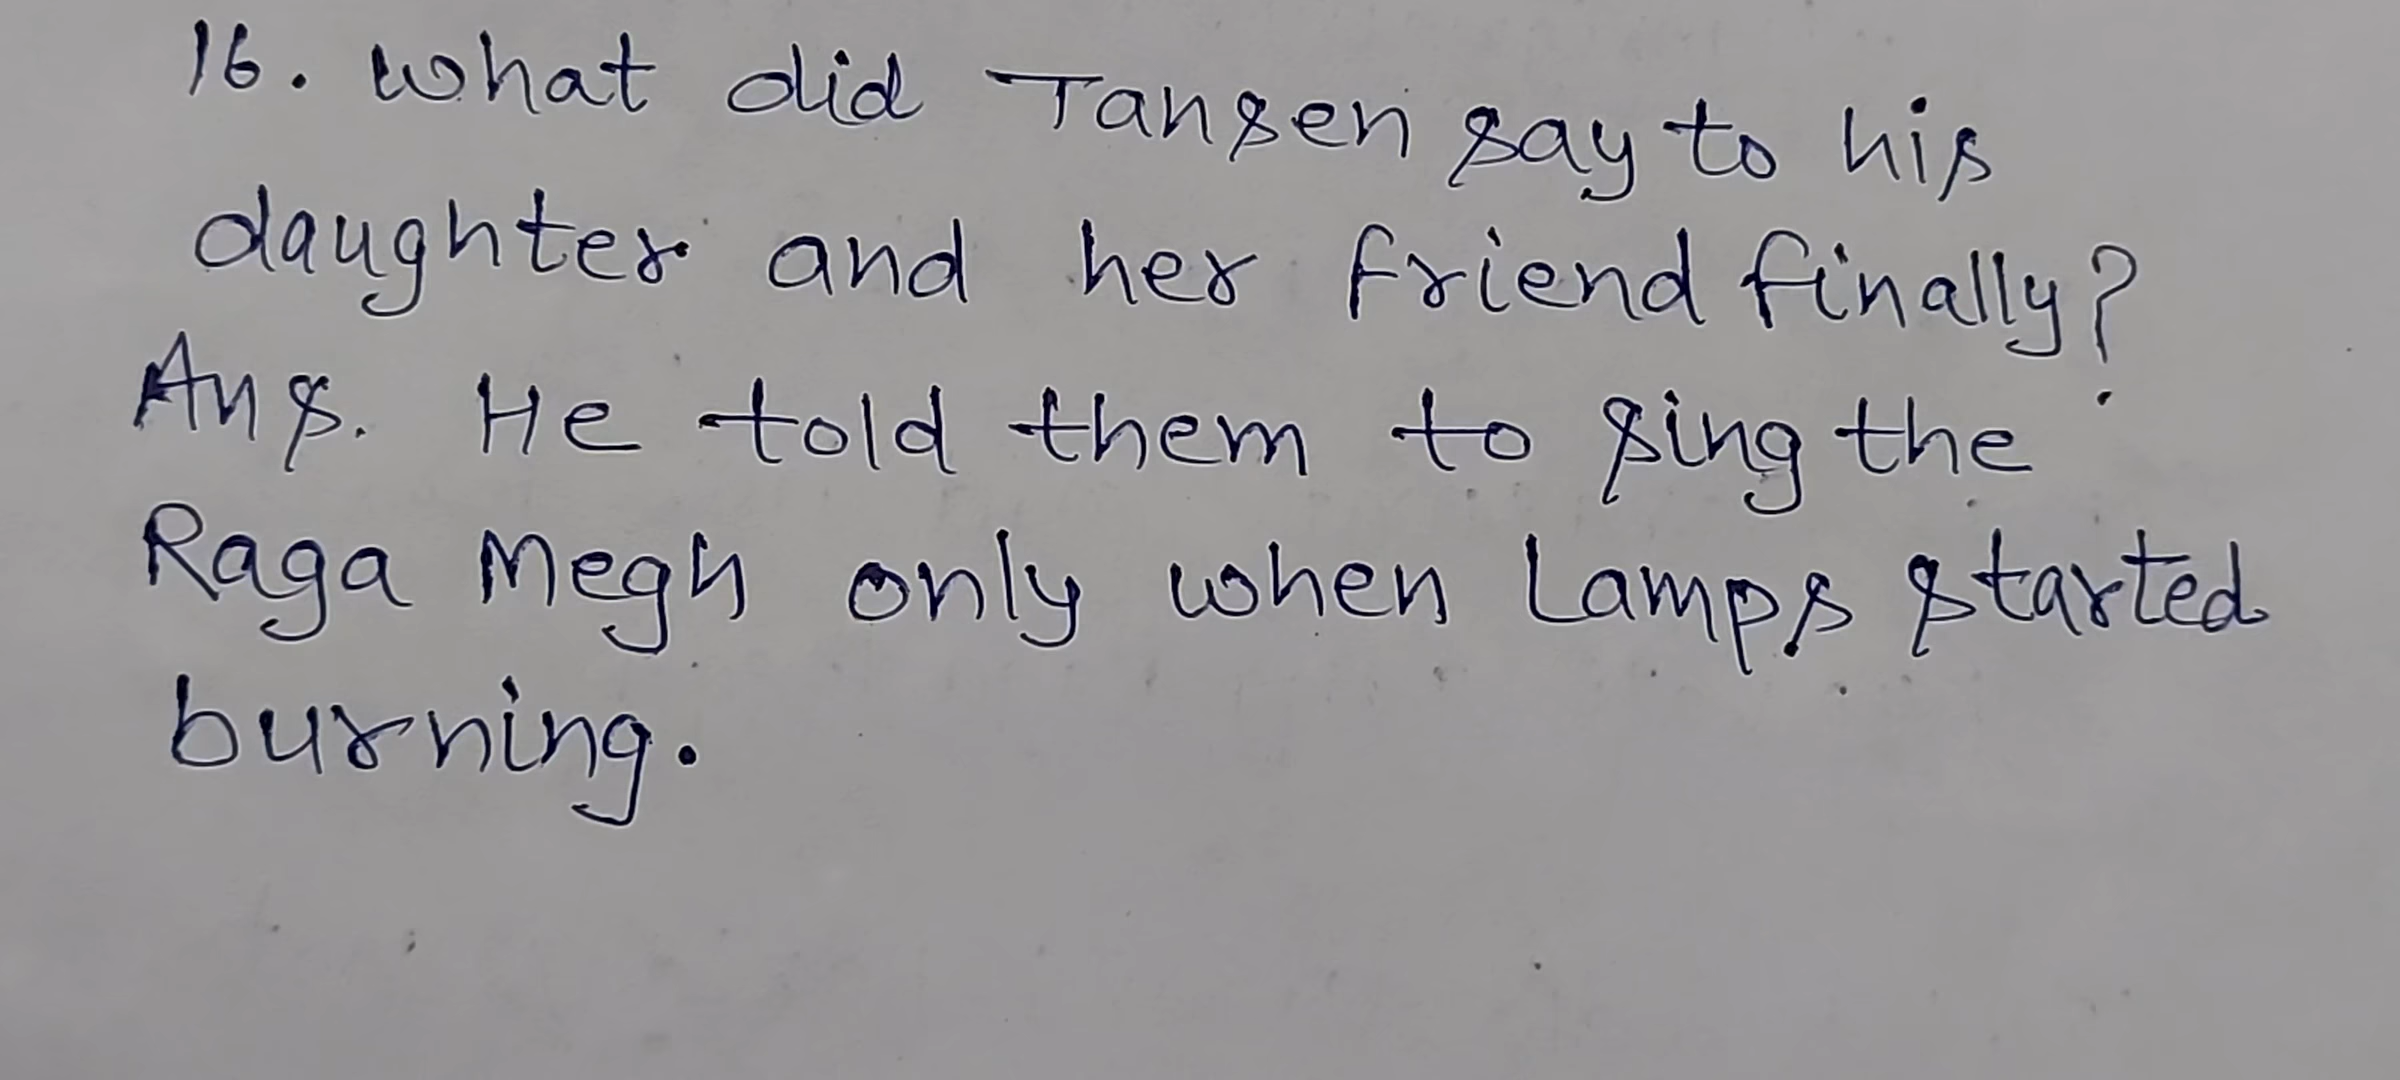 16. What did Tansen say to his
daughter and her friend finally?
Ans. He told them to sing the
Raga Megh only when Lamps started
burning.